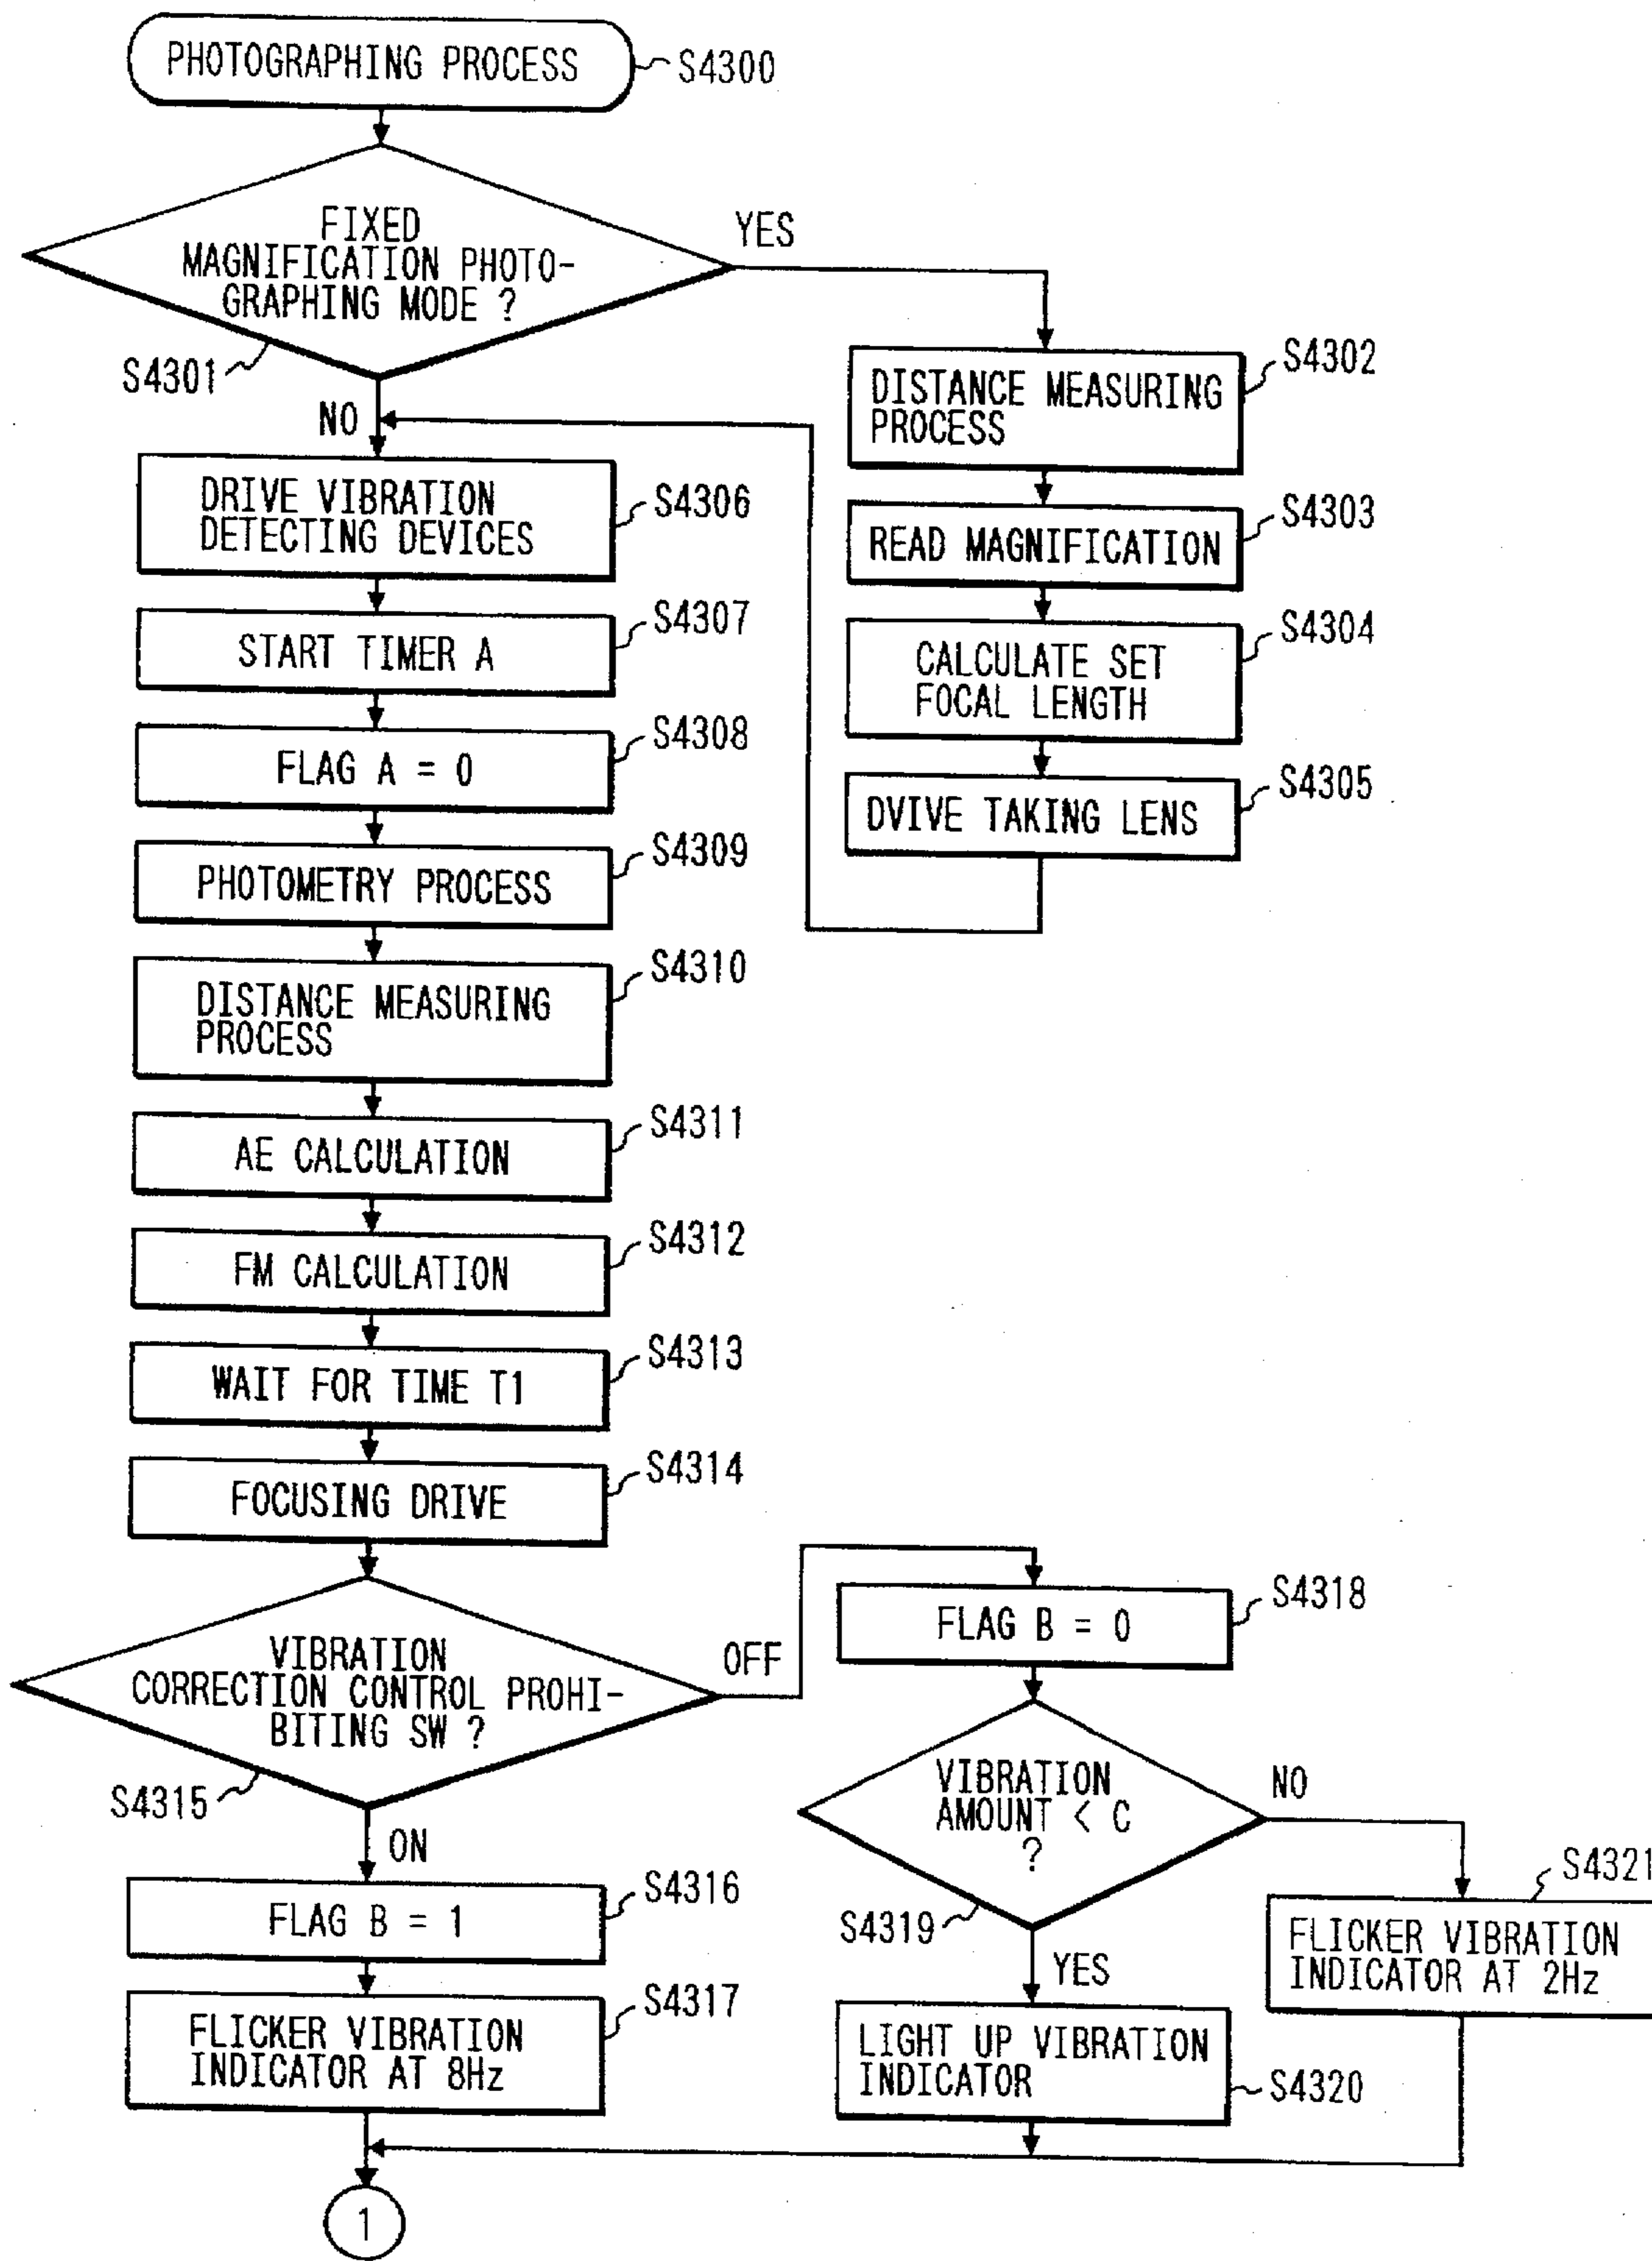 PHOTOGRAPHING PROCESS
S4300
FIXED
MAGNIFICATION PHOTO-
GRAPHING MODE ?
YES
S4301
NO
S4302
DISTANCE MEASURING
PROCESS
S4303
READ MAGNIFICATION
S4304
CALCULATE SET
FOCAL LENGTH
S4305
DVIVE TAKING LENS
DRIVE VIBRATION
DETECTING DEVICES
S4306
START TIMER A
S4307
FLAG A = 0
S4308
PHOTOMETRY PROCESS
S4309
DISTANCE MEASURING
PROCESS
S4310
AE CALCULATION
S4311
FM CALCULATION
S4312
WAIT FOR TIME T1
S4313
FOCUSING DRIVE
S4314
VIBRATION
CORRECTION CONTROL PROHI-
BITING SW ?
OFF
S4315
ON
FLAG B = 1
S4316
FLICKER VIBRATION
INDICATOR AT 8Hz
S4317
FLAG B = 0
S4318
VIBRATION
AMOUNT < C
?
NO
S4319
YES
LIGHT UP VIBRATION
INDICATOR
S4320
S4321
FLICKER VIBRATION
INDICATOR AT 2Hz
1